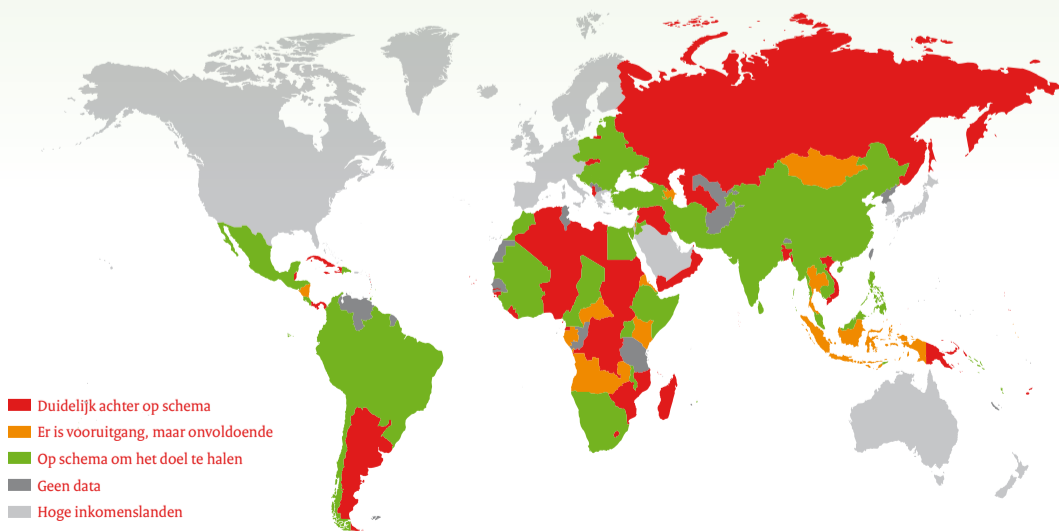 Duidelijk achter op schema
Er is vooruitgang, maar onvoldoende
Op schema om het doel te halen
Geen data
Hoge inkomenslanden